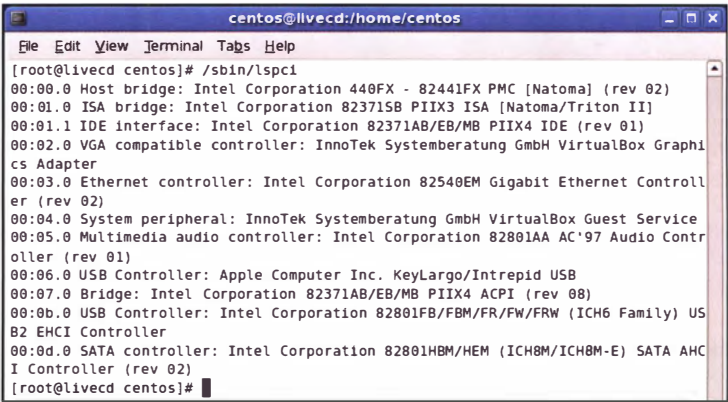 centos@livecd:/home/centos
File Edit View Terminal Tabs Help
[root@livecd centos]# /sbin/lspci
00:00.0 Host bridge: Intel Corporation 440FX - 82441FX PMC [Natoma] (rev 02)
00:01.0 ISA bridge: Intel Corporation 82371SB PIIX3 ISA [Natoma/Triton II]
00:01.1 IDE interface: Intel Corporation 82371AB/EB/MB PIIX4 IDE (rev 01)
00:02.0 VGA compatible controller: InnoTek Systemberatung GmbH VirtualBox Graphi
cs Adapter
00:03.0 Ethernet controller: Intel Corporation 82540EM Gigabit Ethernet Controll
er (rev 02)
00:04.0 System peripheral: InnoTek Systemberatung GmbH VirtualBox Guest Service
00:05.0 Multimedia audio controller: Intel Corporation 82801AA AC'97 Audio Contr
oller (rev 01)
00:06.0 USB Controller: Apple Computer Inc. KeyLargo/Intrepid USB
00:07.0 Bridge: Intel Corporation 82371AB/EB/MB PIIX4 ACPI (rev 08)
00:0b.0 USB Controller: Intel Corporation 82801FB/FBM/FR/FW/FRW (ICH6 Family) US
B2 EHCI Controller
00:0d.0 SATA controller: Intel Corporation 82801HBM/HEM (ICH8M/ICH8M-E) SATA AHC
I Controller (rev 02)
[root@livecd centos]#